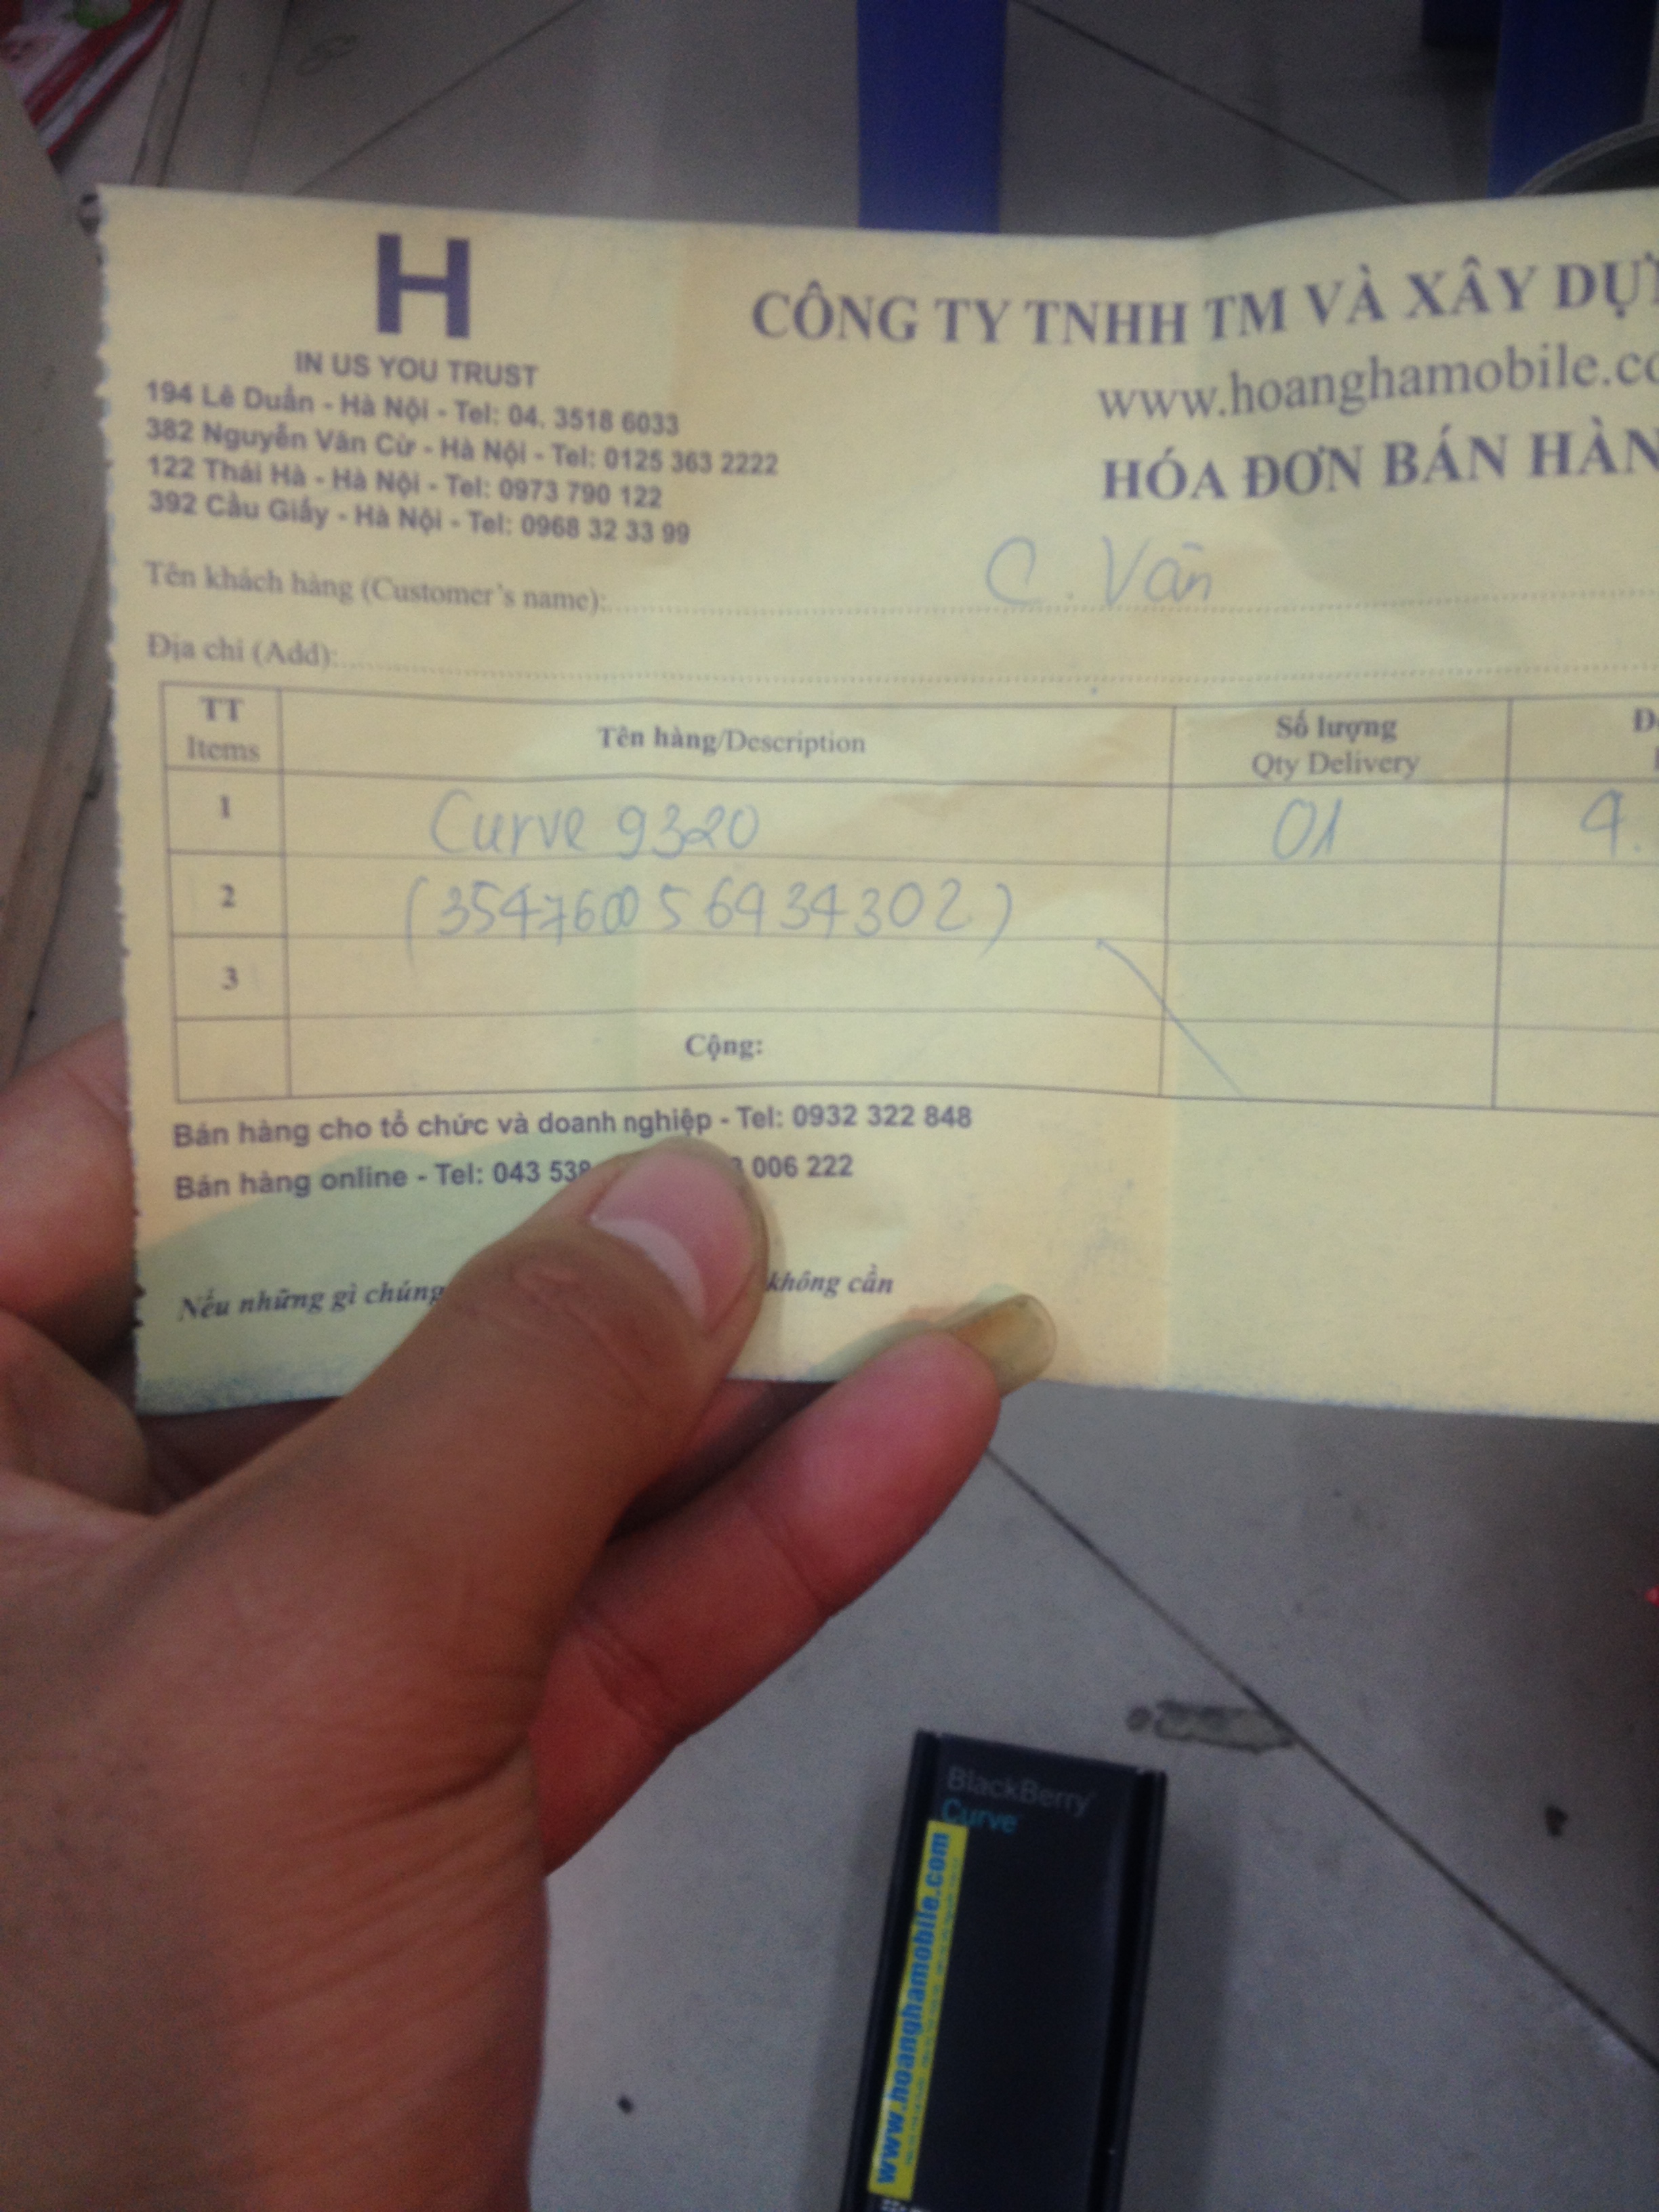 H
IN US YOU TRUST
194 Lê Duẩn - Hà Nội - Tel: 04. 3518 6033
382 Nguyễn Văn Cừ - Hà Nội - Tel: 0125 363 2222
122 Thái Hà - Hà Nội - Tel: 0973 790 122
392 Cầu Giấy - Hà Nội - Tel: 0968 32 33 99
CÔNG TY TNHH TM VÀ XÂY DỰ
www.hoanghamobile.co
HÓA ĐƠN BÁN HÀN
Tên khách hàng (Customer's name): C. Vân
Địa chỉ (Add):
TT Items Tên hàng/Description Số lượng Qty Delivery
1 Curve 9320 01
2 (354760056934302)
3
Cộng:
Bán hàng cho tổ chức và doanh nghiệp - Tel: 0932 322 848
Bán hàng online - Tel: 043 538 006 222
Nếu những gì chúng không cần
BlackBerry
Curve
www.hoanghamobile.com